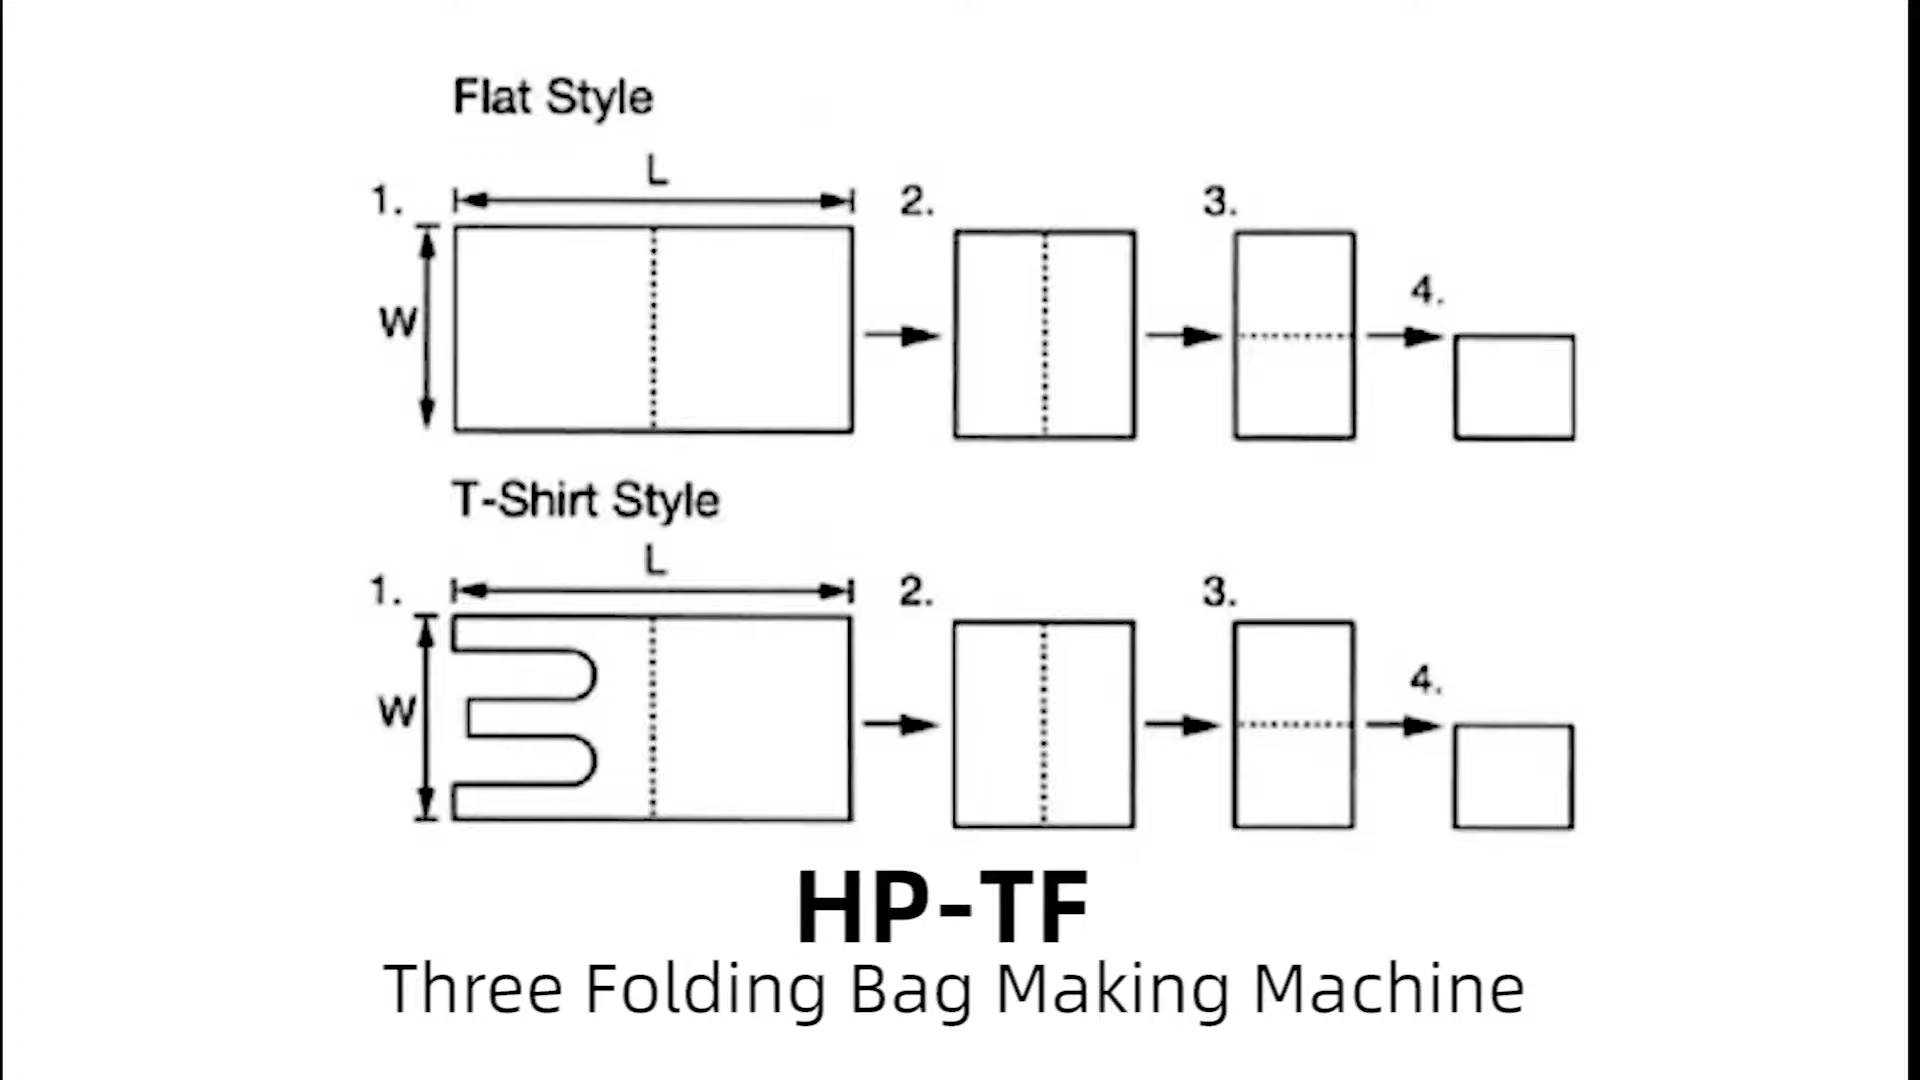 Flat Style
L
1. 2. 3.
4.
W
T-Shirt Style
L
1. 2. 3.
4.
W
HP-TF
Three Folding Bag Making Machine